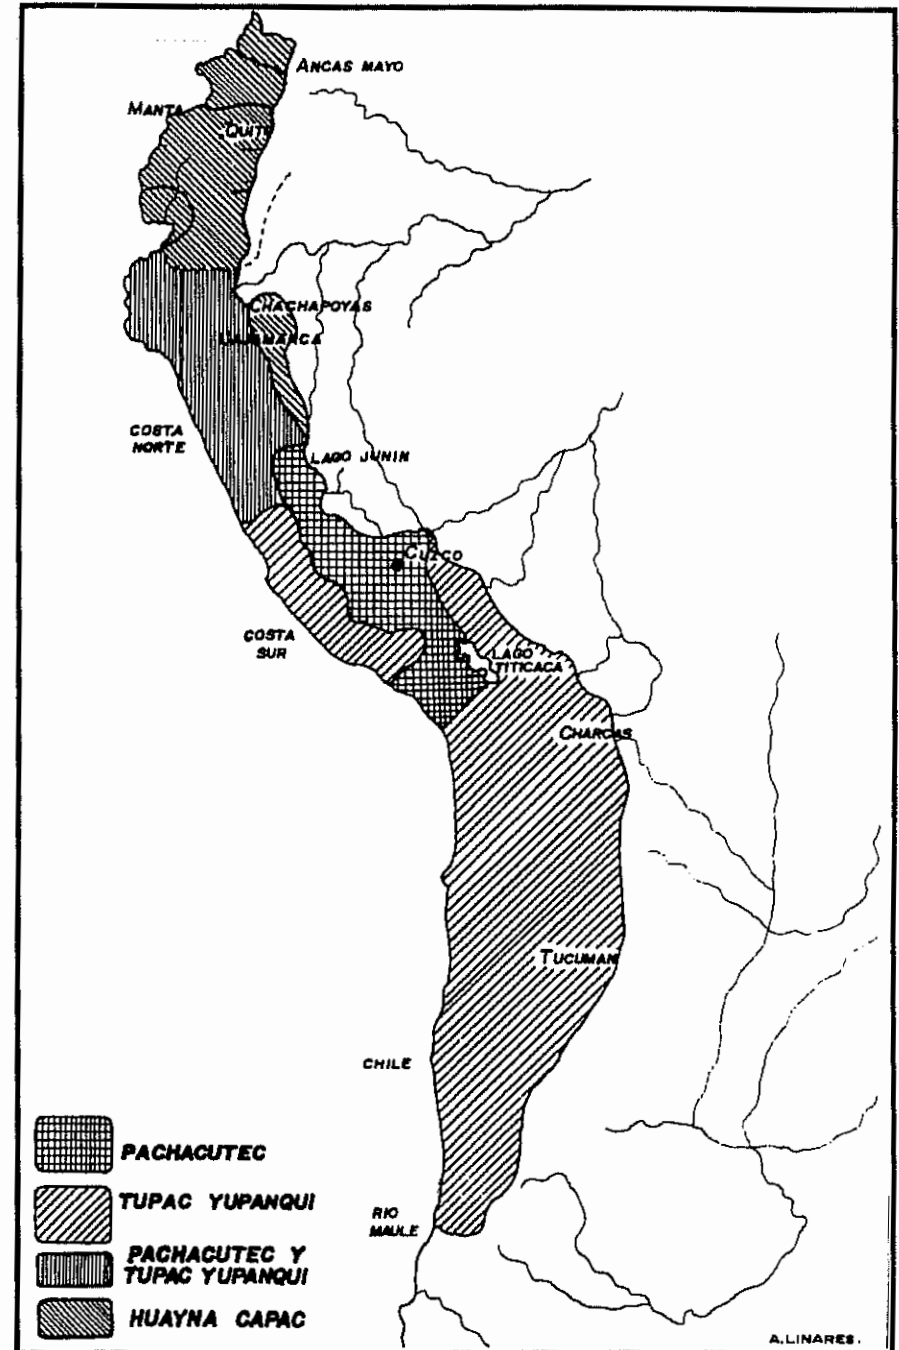 ANCAS MAYO
MANTA
QUITO
CHACHAPOYAS
CAJAMARCA
COSTA
NORTE
LAGO JUNIN
CUZCO
COSTA
SUR
LAGO
TITICACA
CHARCAS
TUCUMAN
CHILE
RIO
MAULE
PACHACUTEC
TUPAC YUPANQUI
PACHACUTEC Y
TUPAC YUPANQUI
HUAYNA CAPAC
A.LINARES.